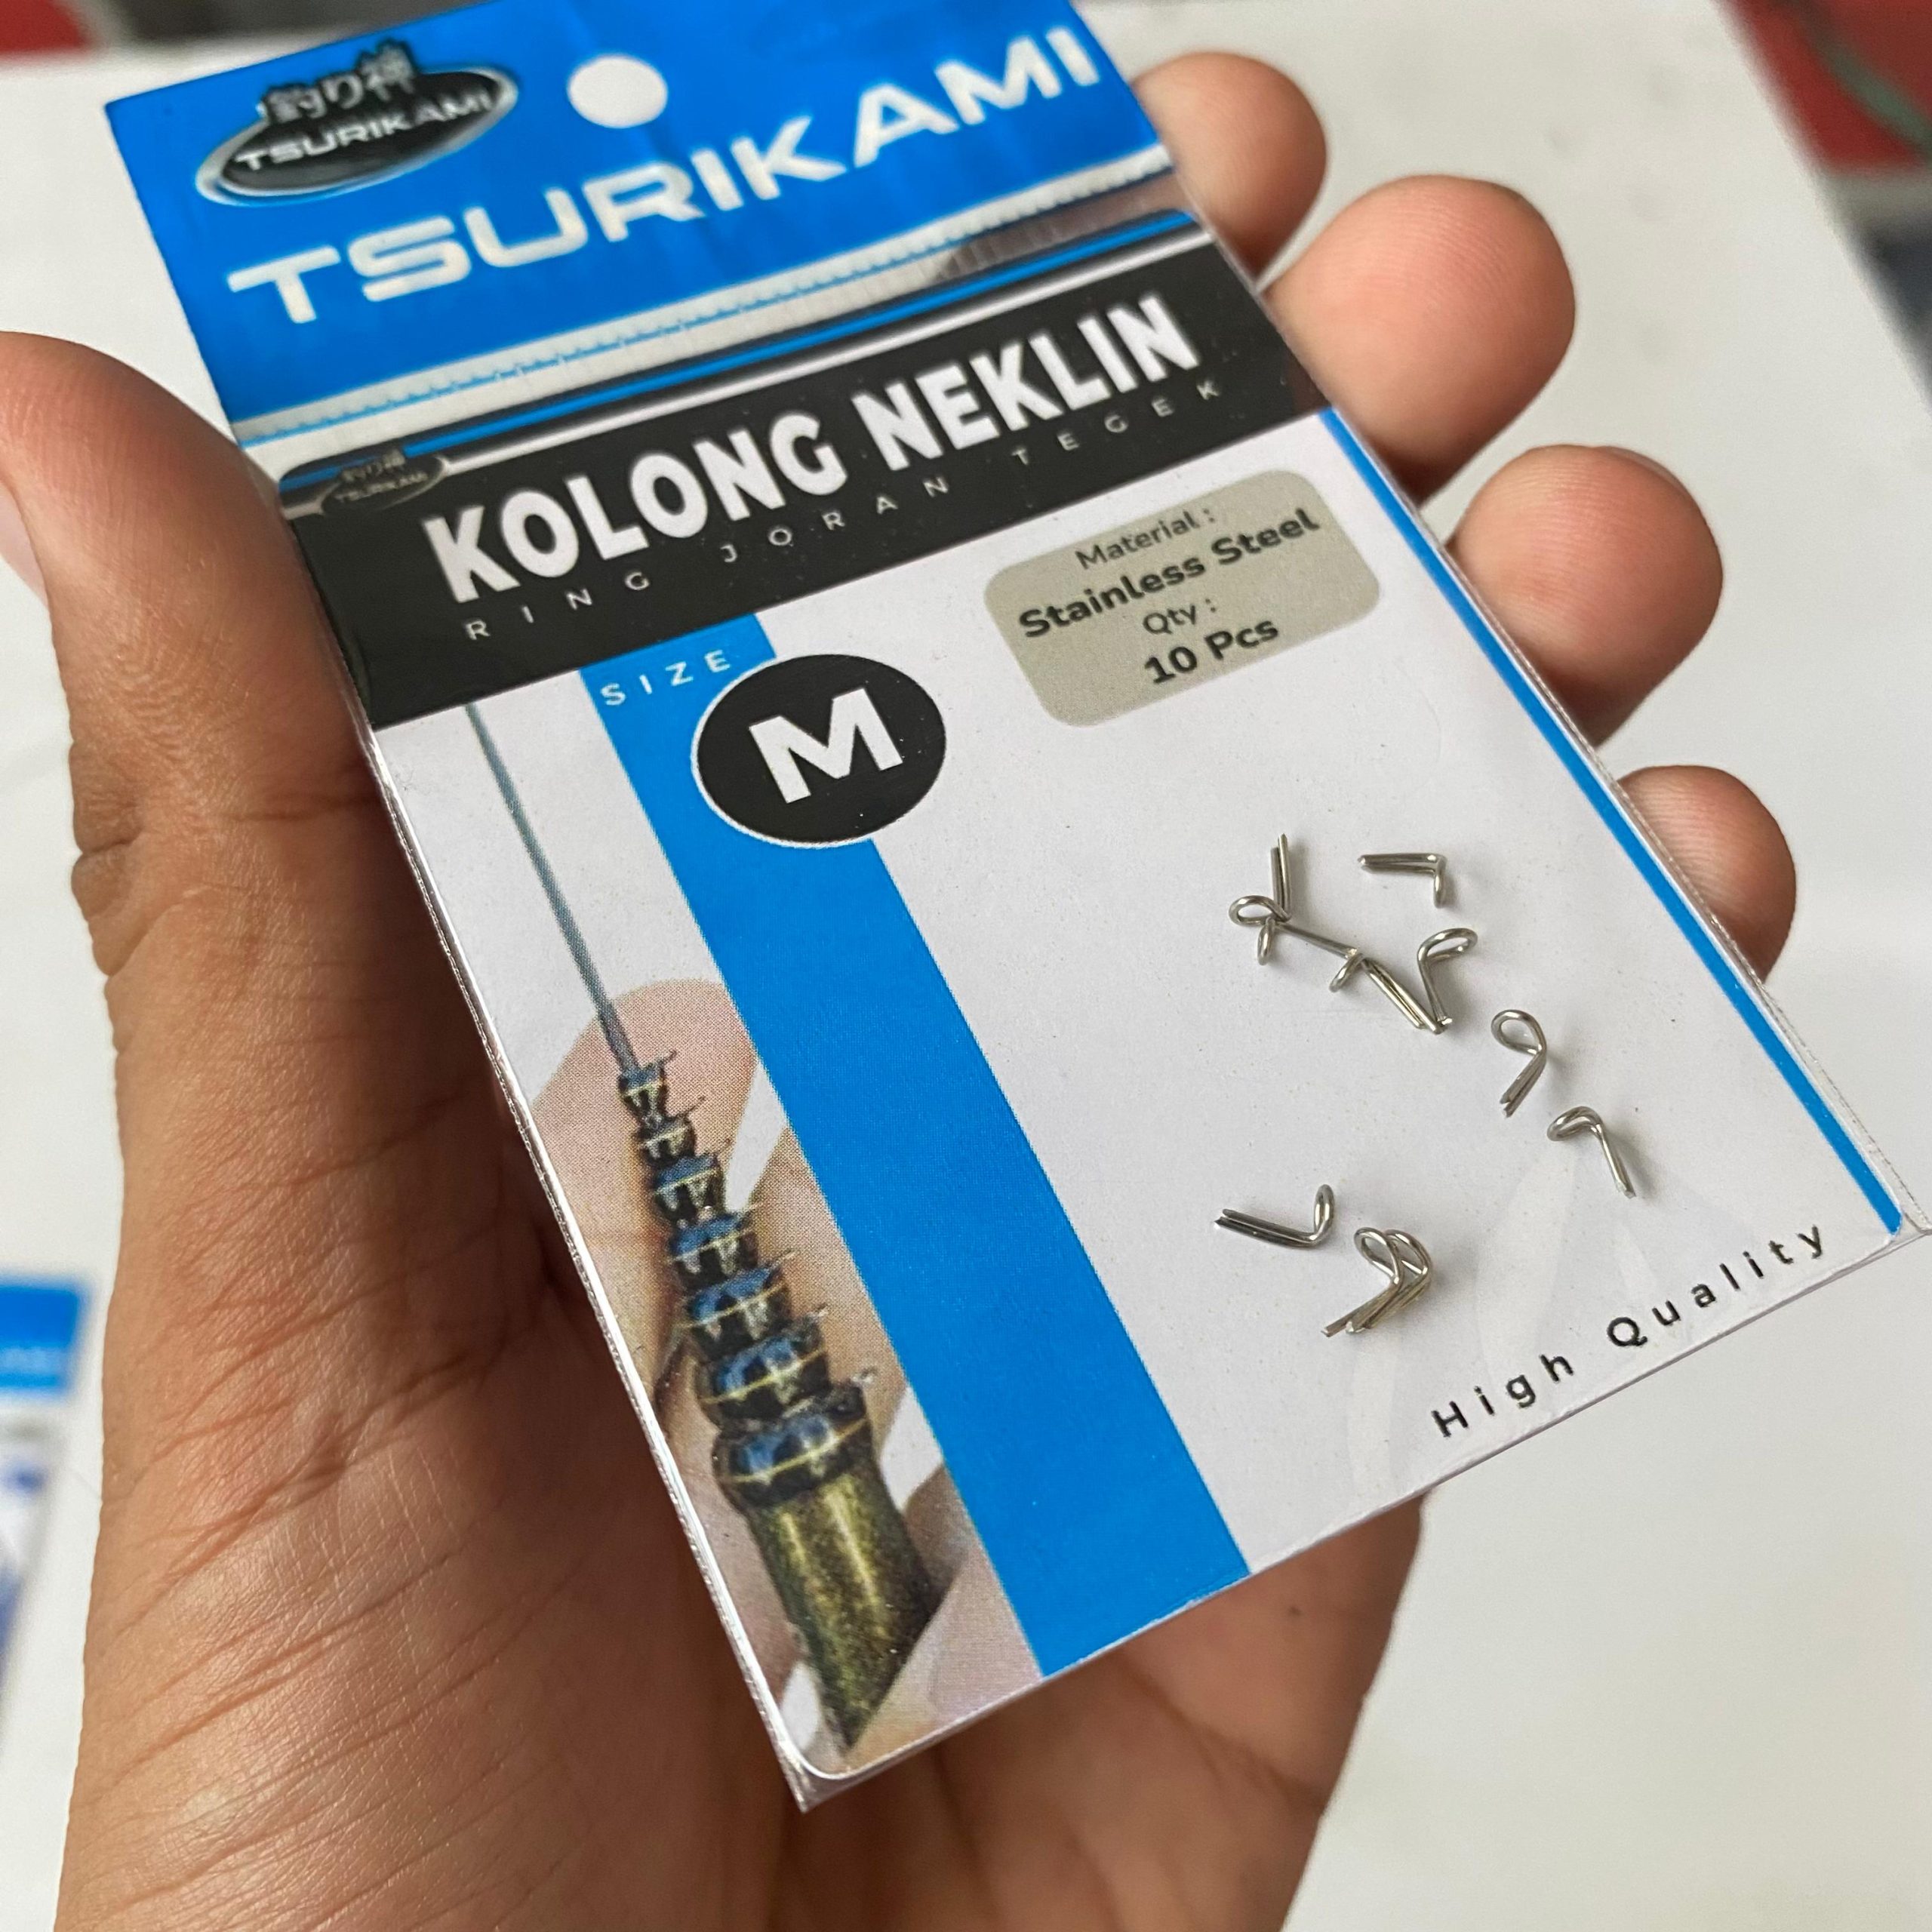 釣り神
TSURIKAMI
TSURIKAMI
釣り神
TSURIKAMI
KOLONG NEKLIN
RING JORAN TEGEK
Material :
Stainless Steel
Qty :
10 Pcs
SIZE
M
High Quality